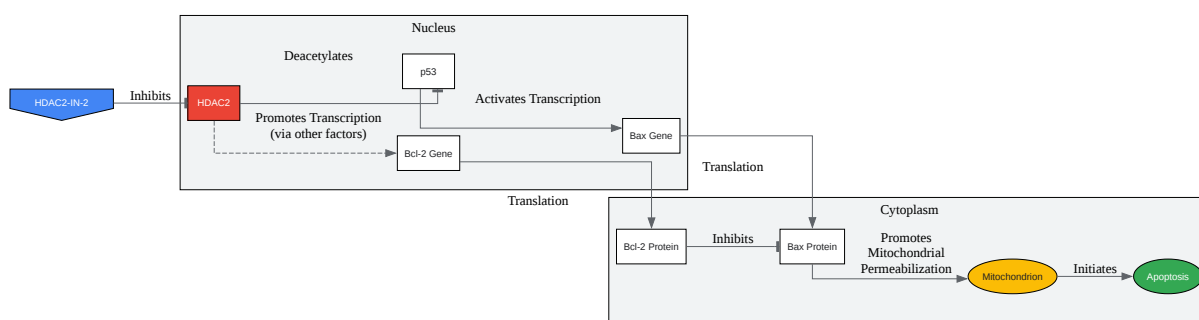 Nucleus
Deacetylates
p53
HDAC2-IN-2
Inhibits
HDAC2
Activates Transcription
Promotes Transcription
(via other factors)
Bax Gene
Bcl-2 Gene
Translation
Translation
Cytoplasm
Bcl-2 Protein
Inhibits
Bax Protein
Promotes
Mitochondrial
Permeabilization
Mitochondrion
Initiates
Apoptosis